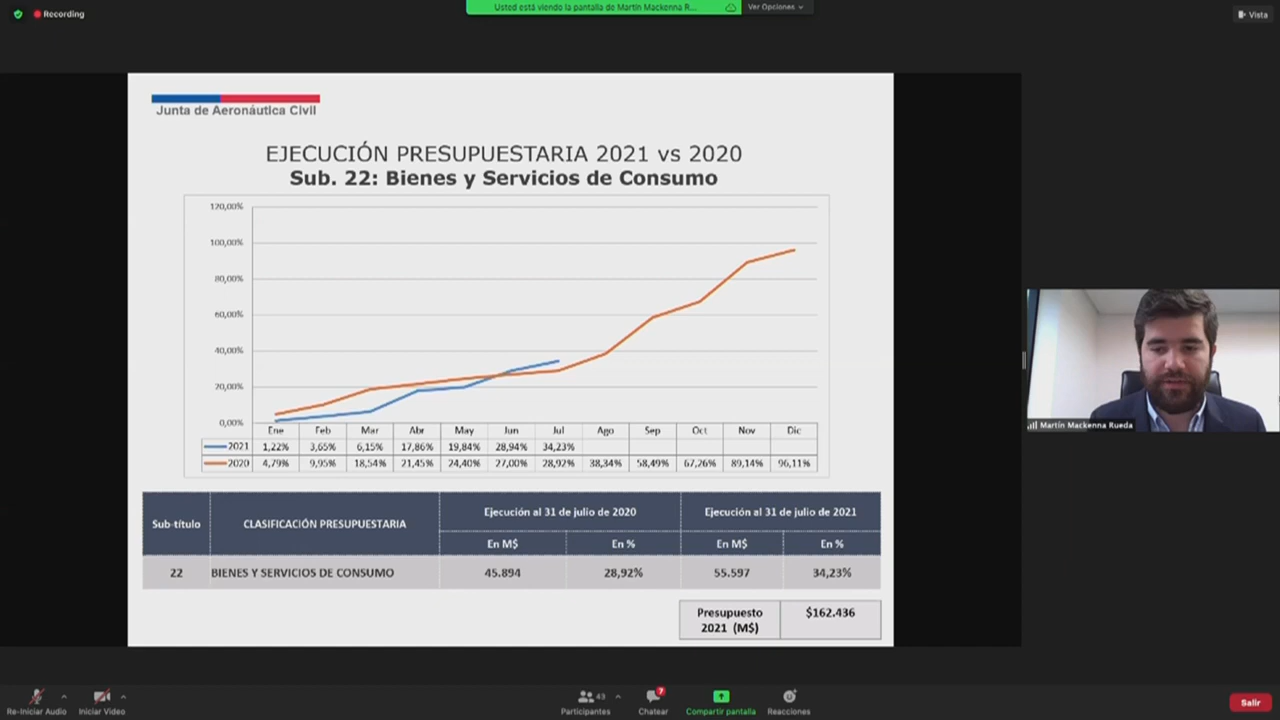 Recording
Usted está viendo la pantalla de Martín Mackenna R...
Ver Opciones
Vista
Junta de Aeronáutica Civil
EJECUCIÓN PRESUPUESTARIA 2021 vs 2020
Sub. 22: Bienes y Servicios de Consumo
120,00%
100,00%
80,00%
60,00%
40,00%
20,00%
0,00%
Ene Feb Mar Abr May Jun Jul Ago Sep Oct Nov Dic
2021 1,22% 3,65% 6,15% 17,86% 19,84% 28,94% 34,23%
2020 4,79% 9,95% 18,54% 21,45% 24,40% 27,00% 28,92% 38,34% 58,49% 67,26% 89,14% 96,11%
Sub-título CLASIFICACIÓN PRESUPUESTARIA Ejecución al 31 de julio de 2020 Ejecución al 31 de julio de 2021
En M$ En % En M$ En %
22 BIENES Y SERVICIOS DE CONSUMO 45.894 28,92% 55.597 34,23%
Presupuesto $162.436
2021 (M$)
Martín Mackenna Rueda
43
7
Re-Iniciar Audio Iniciar Video Participantes Chatear Compartir pantalla Reacciones
Salir